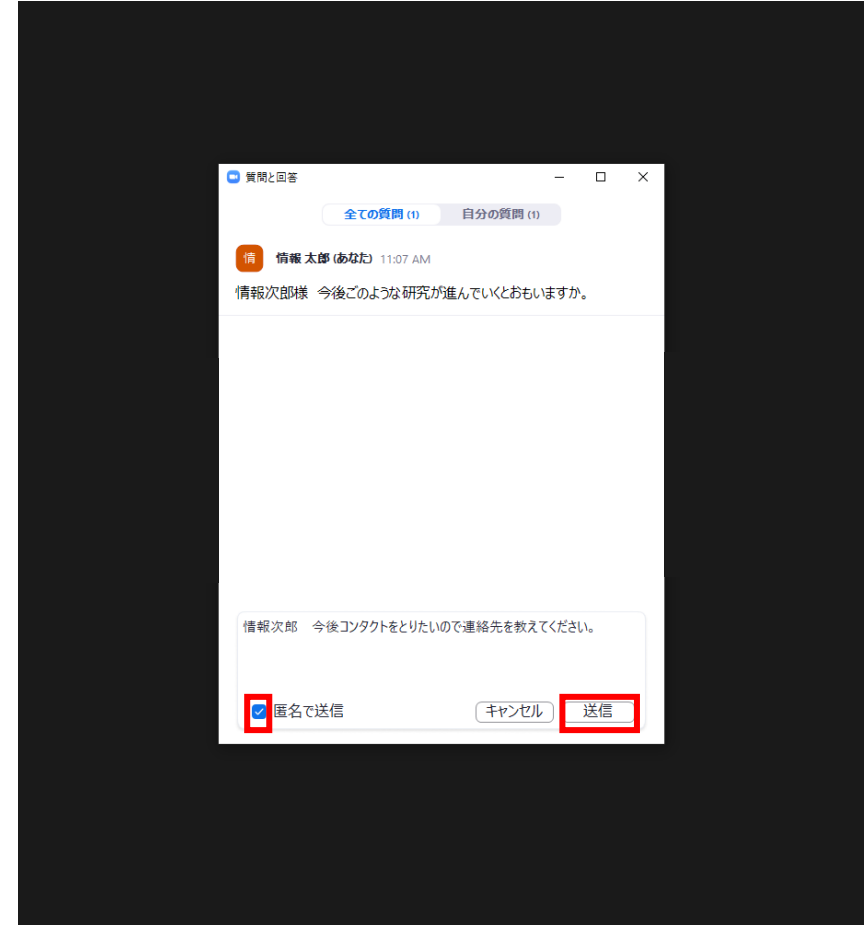 質問と回答
全ての質問 (1) 自分の質問 (1)
情 情報 太郎 (あなた) 11:07 AM
情報次郎様 今後ごのような研究が進んでいくとおもいますか。
情報次郎 今後コンタクトをとりたいので連絡先を教えてください。
匿名で送信 キャンセル 送信